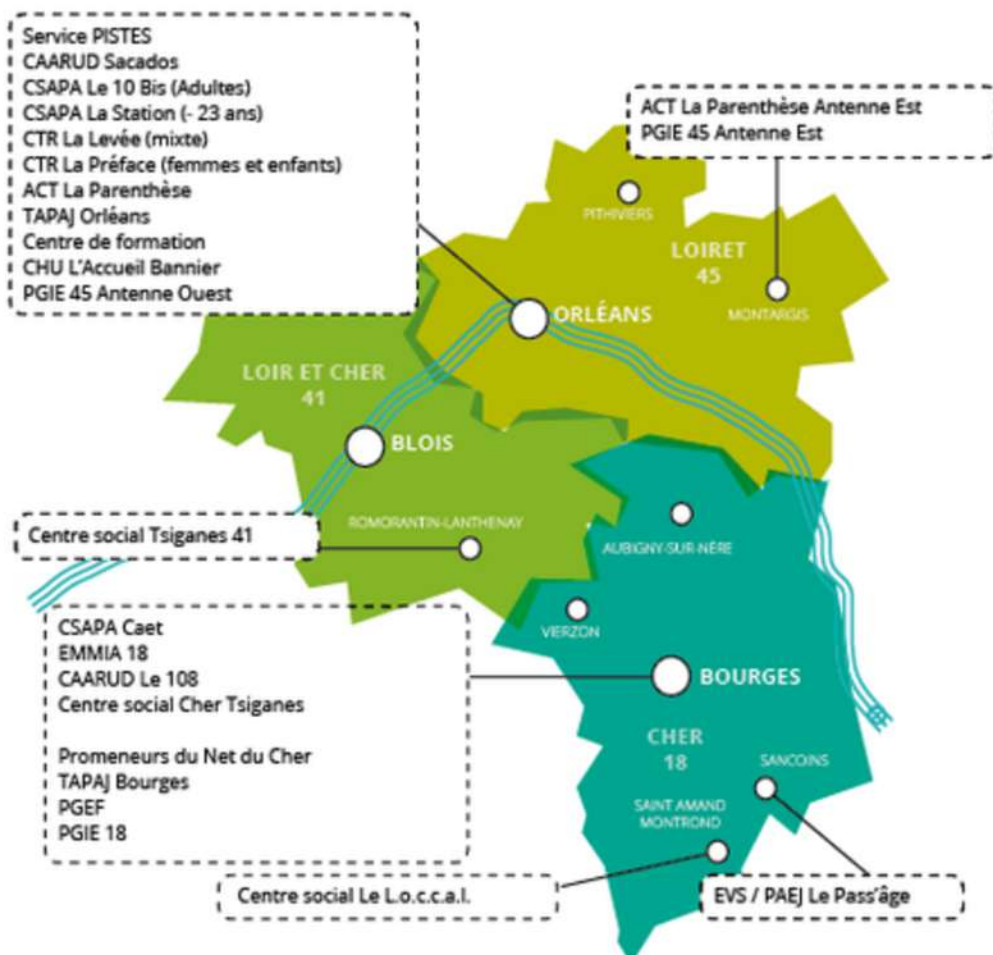 Service PISTES
CAARUD Sacados
CSAPA Le 10 Bis (Adultes)
CSAPA La Station (- 23 ans)
CTR La Levée (mixte)
CTR La Préface (femmes et enfants)
ACT La Parenthèse
TAPAJ Orléans
Centre de formation
CHU L'Accueil Bannier
PGIE 45 Antenne Ouest
ACT La Parenthèse Antenne Est
PGIE 45 Antenne Est
PITHIVIERS
LOIRET
45
MONTARGIS
ORLÉANS
LOIR ET CHER
41
BLOIS
ROMORANTIN-LANTHENAY
Centre social Tsiganes 41
AUBIGNY-SUR-NÈRE
VIERZON
CSAPA Caet
EMMIA 18
CAARUD Le 108
Centre social Cher Tsiganes
Promeneurs du Net du Cher
TAPAJ Bourges
PGEF
PGIE 18
BOURGES
CHER
18
SANCOINS
SAINT AMAND
MONTROND
Centre social Le L.o.c.c.a.l.
EVS / PAEJ Le Pass'âge